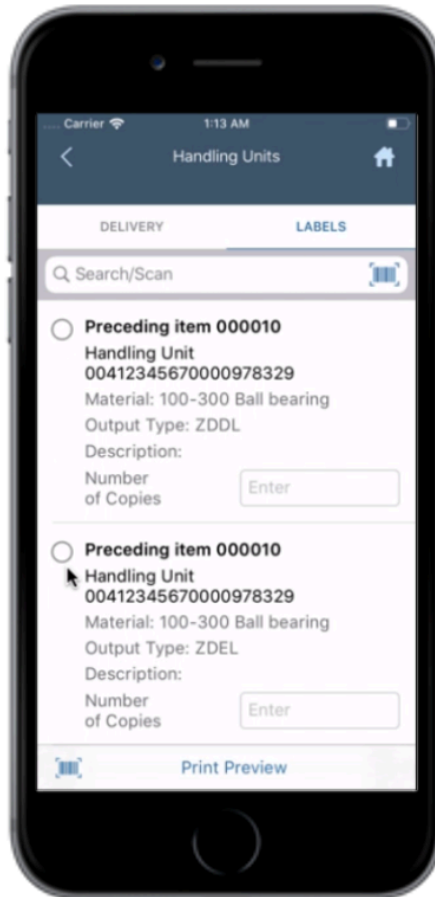 ..... Carrier 1:13 AM
Handling Units
DELIVERY LABELS
Search/Scan
Preceding item 000010
Handling Unit
00412345670000978329
Material: 100-300 Ball bearing
Output Type: ZDDL
Description:
Number
of Copies
Enter
Preceding item 000010
Handling Unit
00412345670000978329
Material: 100-300 Ball bearing
Output Type: ZDEL
Description:
Number
of Copies
Enter
Print Preview